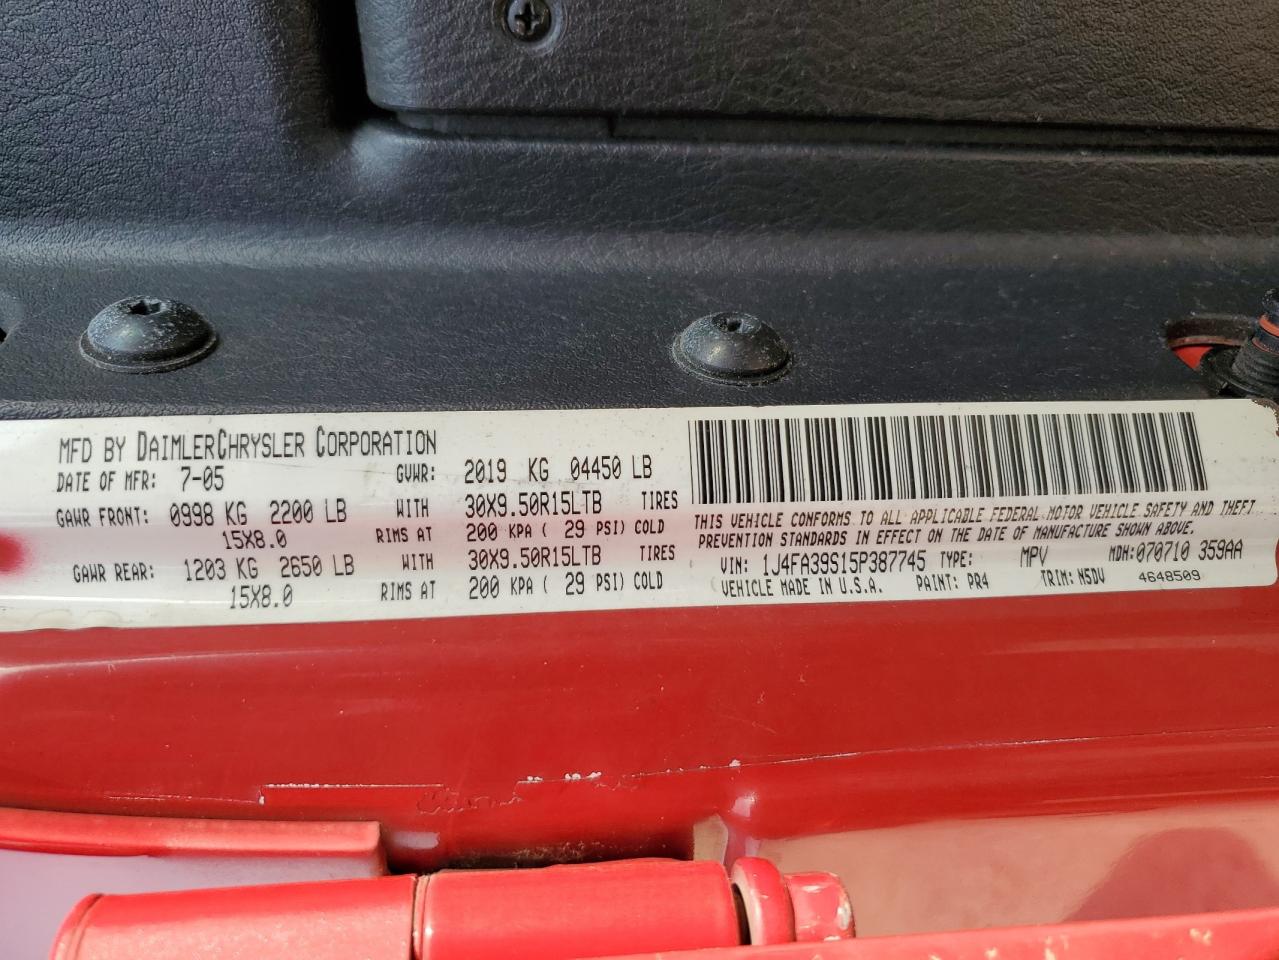 MFD BY DAIMLERCHRYSLER CORPORATION
DATE OF MFR: 7-05 GVWR: 2019 KG 04450 LB
GAWR FRONT: 0998 KG 2200 LB WITH 30X9.50R15LTB TIRES
15X8.0 RIMS AT 200 KPA ( 29 PSI) COLD
GAWR REAR: 1203 KG 2650 LB WITH 30X9.50R15LTB TIRES
15X8.0 RIMS AT 200 KPA ( 29 PSI) COLD
THIS VEHICLE CONFORMS TO ALL APPLICABLE FEDERAL MOTOR VEHICLE SAFETY AND THEFT
PREVENTION STANDARDS IN EFFECT ON THE DATE OF MANUFACTURE SHOWN ABOVE.
VIN: 1J4FA39S15P387745 TYPE: MPV MDH:070710 359AA
VEHICLE MADE IN U.S.A. PAINT: PR4 TRIM: N5DV 4648509